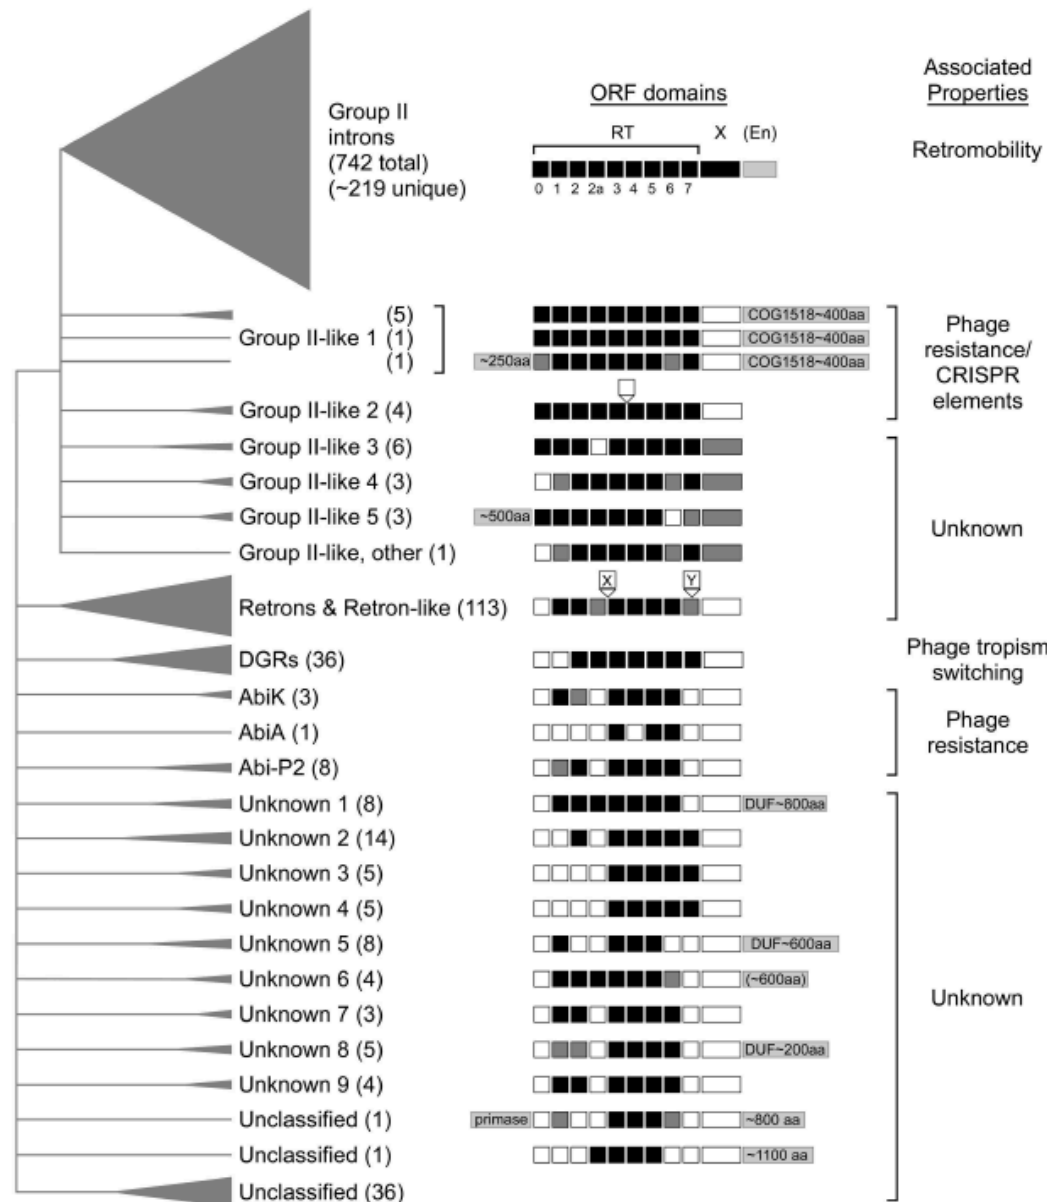 Associated
Properties
ORF domains
RT
X
(En)
Group II
introns
(742 total)
(~219 unique)
0 1 2 2a 3 4 5 6 7
Retromobility
(5)
COG1518~400aa
Group II-like 1 (1)
COG1518~400aa
(1)
~250aa
COG1518~400aa
Phage
resistance/
CRISPR
elements
Group II-like 2 (4)
Group II-like 3 (6)
Group II-like 4 (3)
Group II-like 5 (3)
~500aa
Unknown
Group II-like, other (1)
X
Y
Retrons & Retron-like (113)
DGRs (36)
Phage tropism
switching
AbiK (3)
AbiA (1)
Abi-P2 (8)
Phage
resistance
Unknown 1 (8)
DUF~800aa
Unknown 2 (14)
Unknown 3 (5)
Unknown 4 (5)
Unknown 5 (8)
DUF~600aa
Unknown 6 (4)
(~600aa)
Unknown
Unknown 7 (3)
Unknown 8 (5)
DUF~200aa
Unknown 9 (4)
Unclassified (1)
primase
~800 aa
Unclassified (1)
~1100 aa
Unclassified (36)